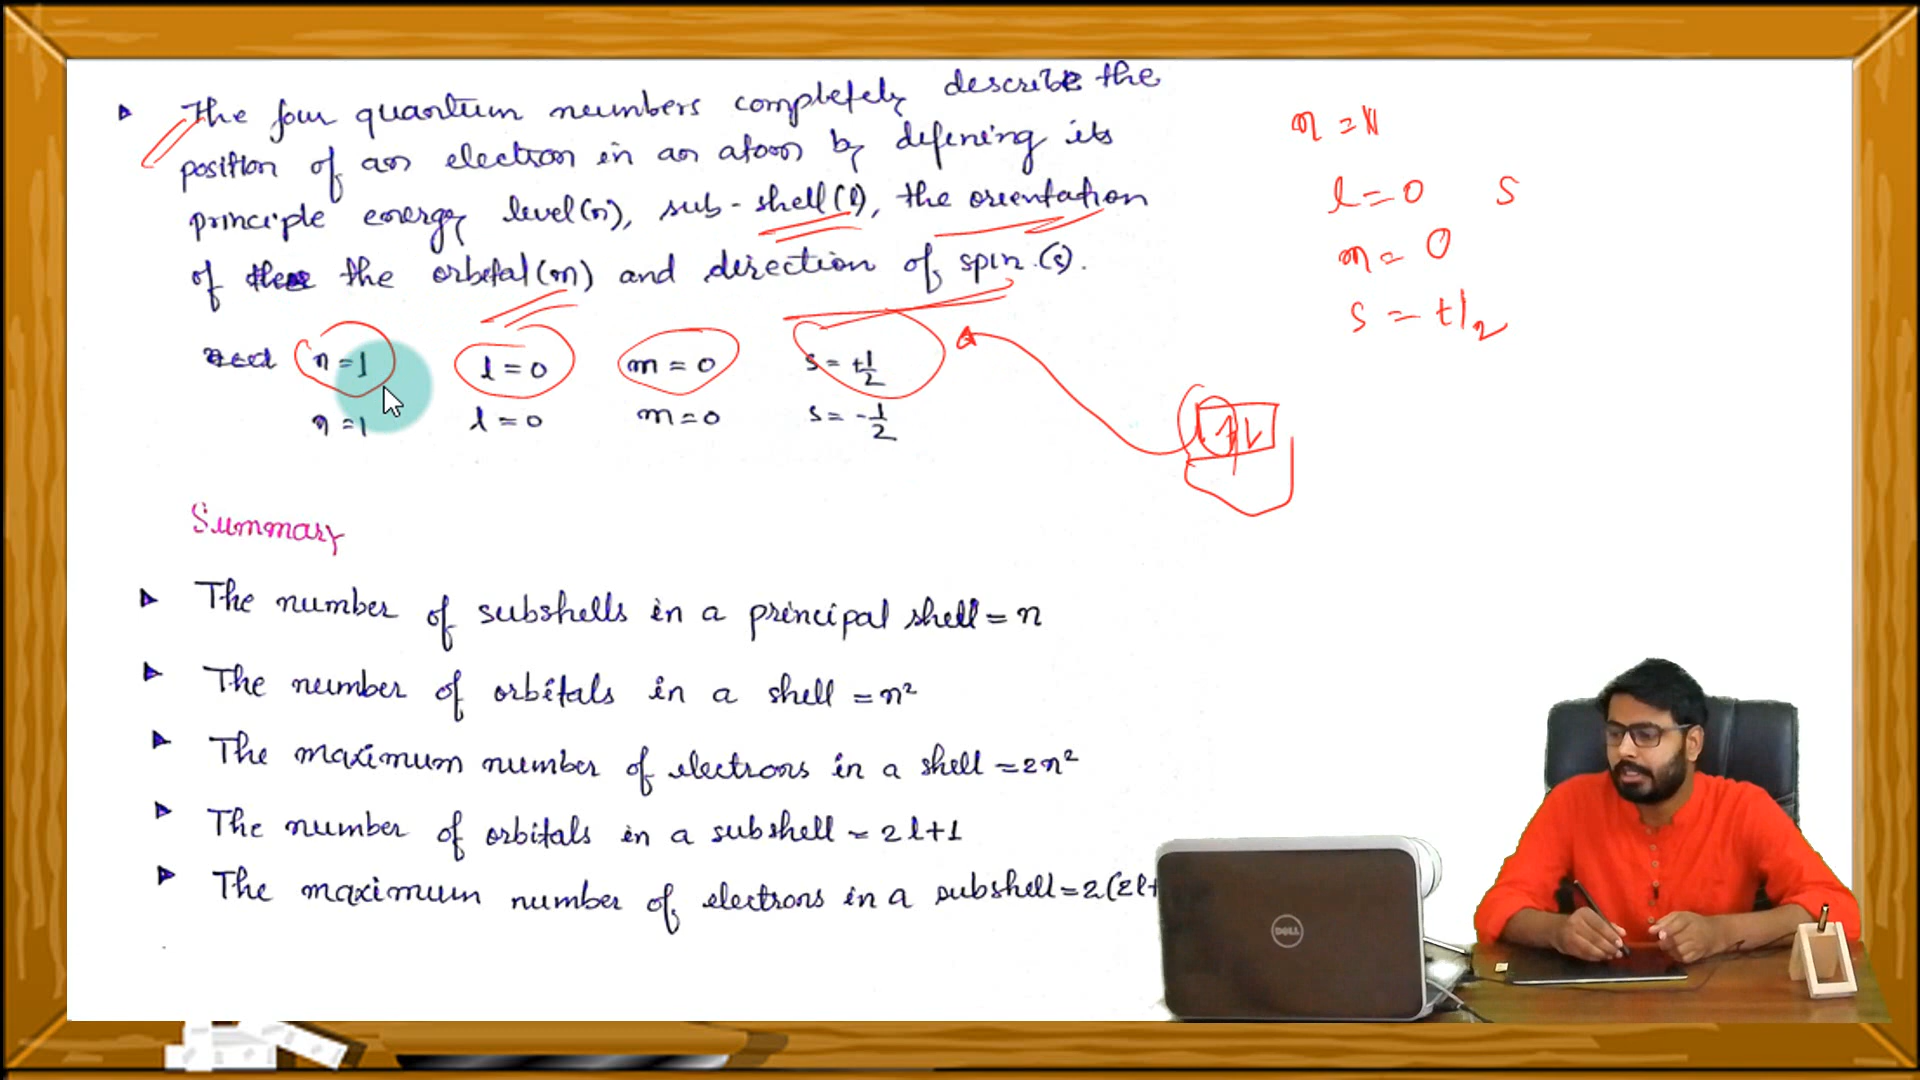 The four quantum numbers completely describe the
position of an electron in an atom by defining its
principle energy level(n), sub-shell(l), the orientation
of the orbital(m) and direction of spin(s).
n=1 l=0 m=0 s=+1/2
n=1 l=0 m=0 s=-1/2
n=
l=0 S
m=0
s=+1/2
Summary
The number of subshells in a principal shell=n
The number of orbitals in a shell=n²
The maximum number of electrons in a shell=2n²
The number of orbitals in a subshell=2l+1
The maximum number of electrons in a subshell=2(2l+
DELL